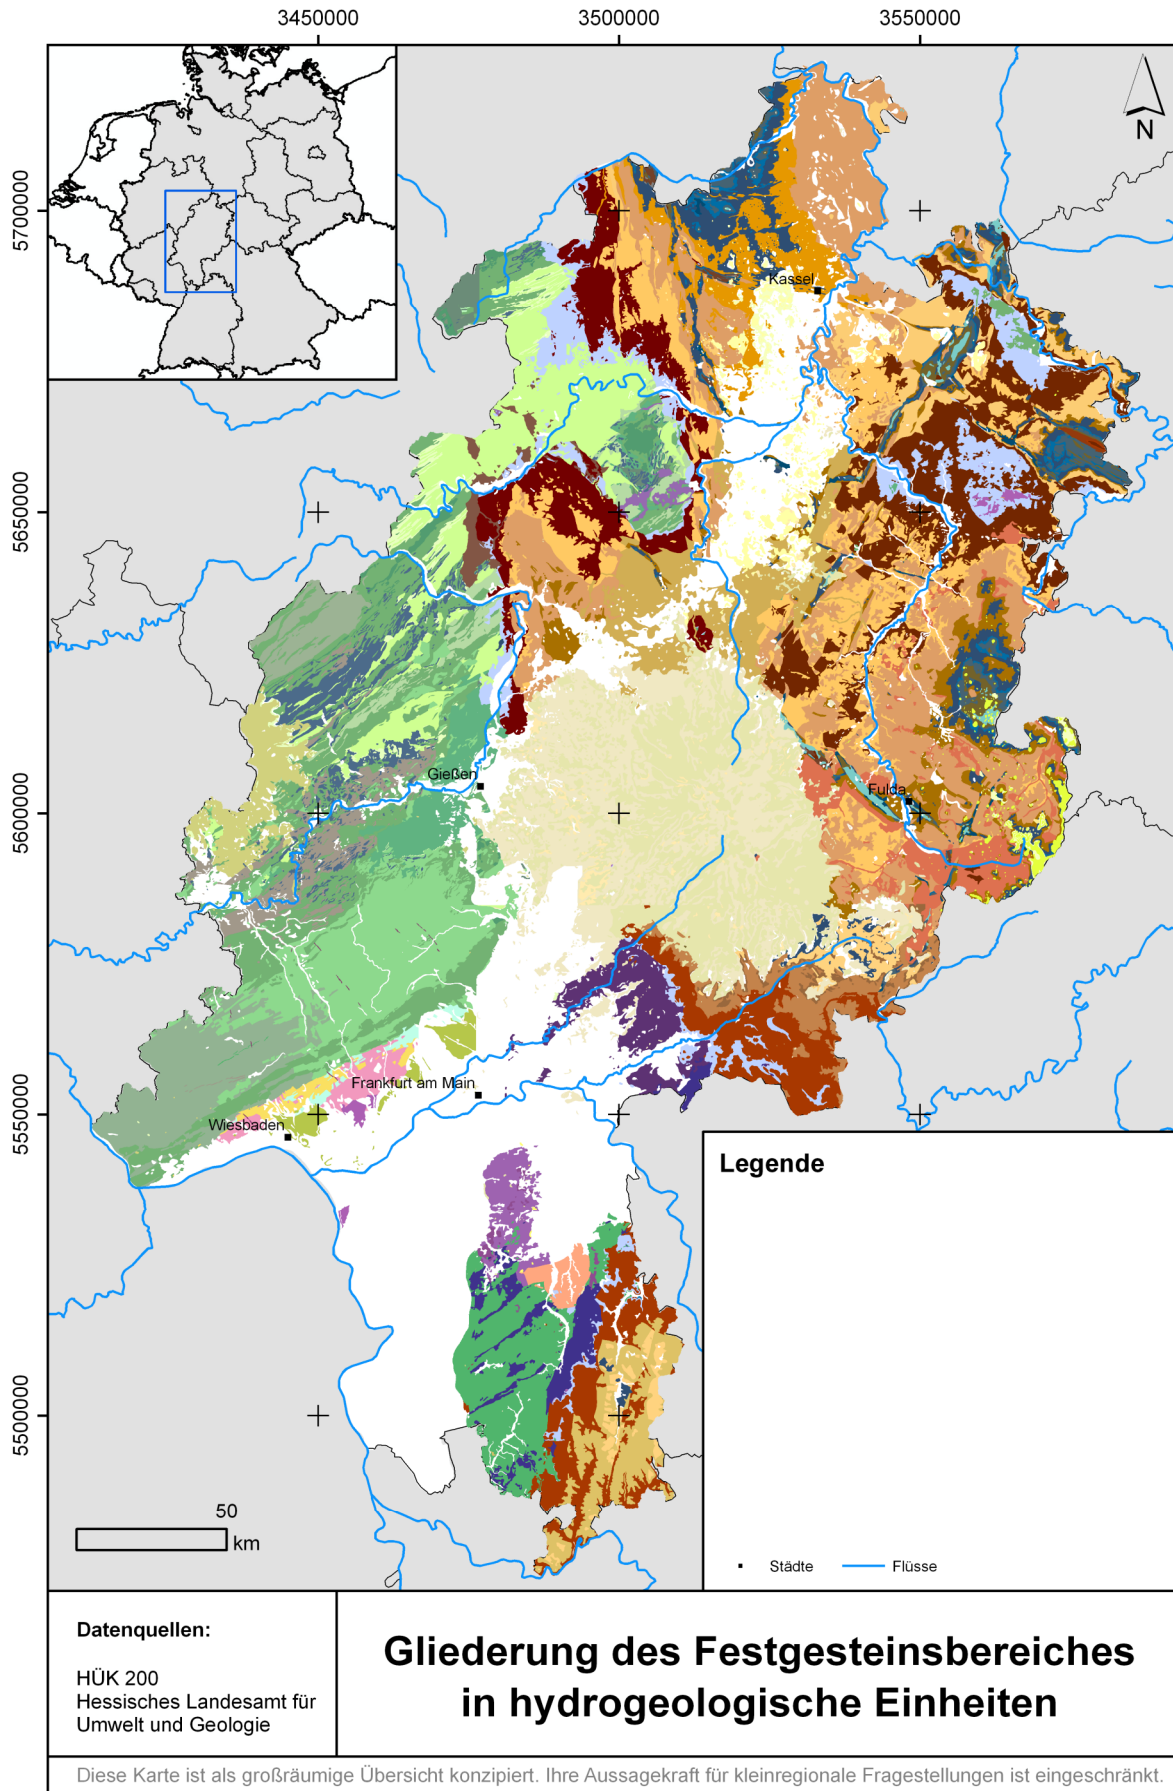 3450000 3500000 3550000
5700000
5650000
5600000
5550000
5500000
N
Kassel
Gießen
Fulda
Frankfurt am Main
Wiesbaden
Legende
50
km
Städte Flüsse
Datenquellen:
HÜK 200
Hessisches Landesamt für
Umwelt und Geologie
Gliederung des Festgesteinsbereiches
in hydrogeologische Einheiten
Diese Karte ist als großräumige Übersicht konzipiert. Ihre Aussagekraft für kleinregionale Fragestellungen ist eingeschränkt.